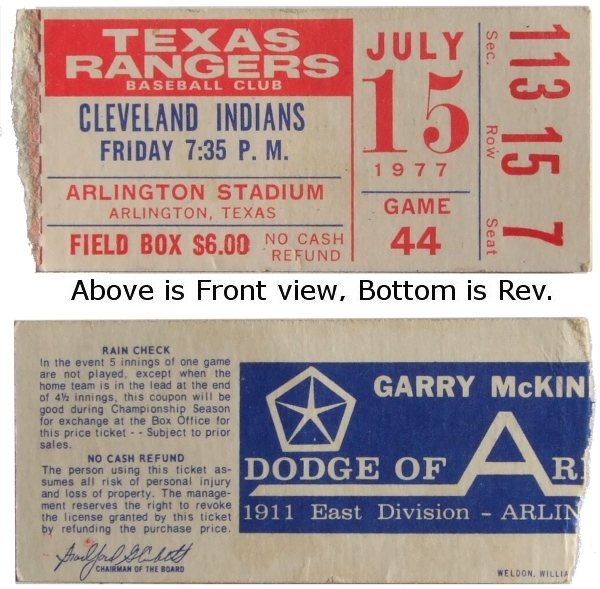 TEXAS
RANGERS
BASEBALL CLUB
CLEVELAND INDIANS
FRIDAY 7:35 P. M.
ARLINGTON STADIUM
ARLINGTON, TEXAS
FIELD BOX $6.00
NO CASH
REFUND
JULY
15
1977
GAME
44
Sec. 113
Row 15
Seat 7
Above is Front view, Bottom is Rev.
RAIN CHECK
In the event 5 innings of one game
are not played, except when the
home team is in the lead at the end
of 4½ innings, this coupon will be
good during Championship Season
for exchange at the Box Office for
this price ticket -- Subject to prior
sales.
NO CASH REFUND
The person using this ticket as-
sumes all risk of personal injury
and loss of property. The manage-
ment reserves the right to revoke
the license granted by this ticket
by refunding the purchase price.
CHAIRMAN OF THE BOARD
GARRY McKIN
DODGE OF AR
1911 East Division - ARLIN
WELDON, WILLIA